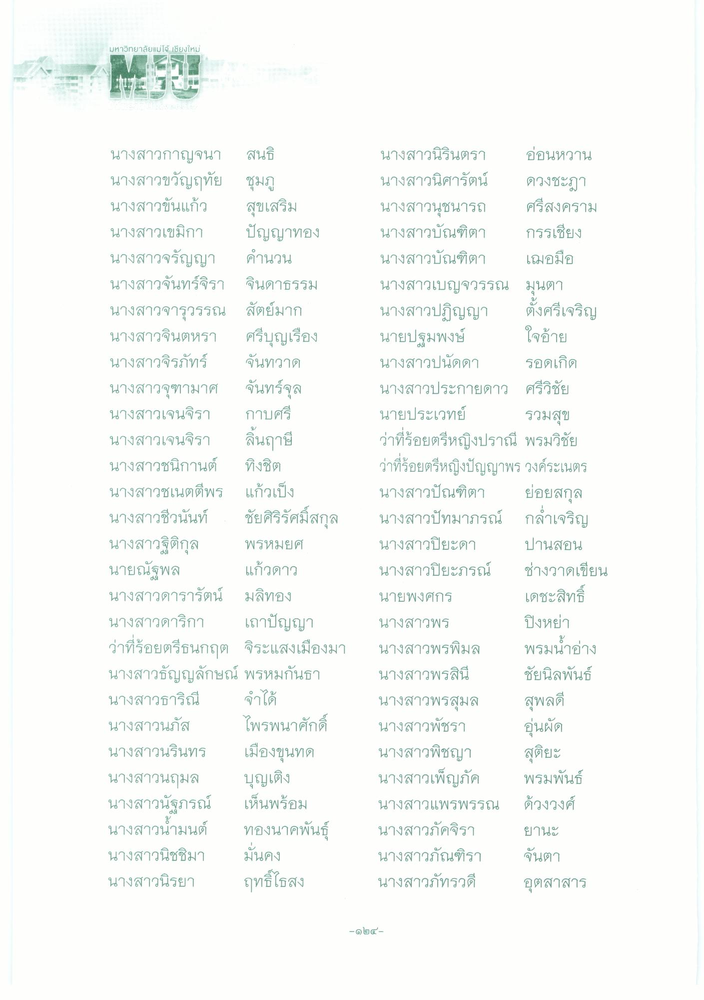 มหาวิทยาลัยแม่โจ้ เชียงใหม่
MJU
นางสาวกาญจนา สนธิ
นางสาวขวัญฤทัย ชุมภู
นางสาวขันแก้ว สุขเสริม
นางสาวเขมิกา ปัญญาทอง
นางสาวจรัญญา คำนวน
นางสาวจันทร์จิรา จินดาธรรม
นางสาวจารุวรรณ สัตย์มาก
นางสาวจินตหรา ศรีบุญเรือง
นางสาวจิรภัทร์ จันทวาด
นางสาวจุฑามาศ จันทร์จุล
นางสาวเจนจิรา กาบศรี
นางสาวเจนจิรา ลิ้นฤาษี
นางสาวชนิกานต์ ทิงชิต
นางสาวชเนตตีพร แก้วเป็ง
นางสาวชีวนันท์ ชัยศิริรัศมิ์สกุล
นางสาวฐิติกุล พรหมยศ
นายณัฐพล แก้วดาว
นางสาวดารารัตน์ มลิทอง
นางสาวดาริกา เถาปัญญา
ว่าที่ร้อยตรีธนกฤต จิระแสงเมืองมา
นางสาวธัญญลักษณ์ พรหมกันธา
นางสาวธาริณี จำได้
นางสาวนภัส ไพรพนาศักดิ์
นางสาวนรินทร เมืองขุนทด
นางสาวนฤมล บุญเติง
นางสาวนัฐภรณ์ เห็นพร้อม
นางสาวน้ำมนต์ ทองนาคพันธุ์
นางสาวนิชชิมา มั่นคง
นางสาวนิรยา ฤทธิ์ไธสง
นางสาวนิรินตรา อ่อนหวาน
นางสาวนิศารัตน์ ดวงชะฎา
นางสาวนุชนารถ ศรีสงคราม
นางสาวบัณฑิตา กรรเชียง
นางสาวบัณฑิตา เฌอมือ
นางสาวเบญจวรรณ มุนตา
นางสาวปฏิญญา ตั้งศรีเจริญ
นายปฐมพงษ์ ใจอ้าย
นางสาวปนัดดา รอดเกิด
นางสาวประกายดาว ศรีวิชัย
นายประเวทย์ รวมสุข
ว่าที่ร้อยตรีหญิงปราณี พรมวิชัย
ว่าที่ร้อยตรีหญิงปัญญาพร วงค์ระเนตร
นางสาวปัณฑิตา ย่อยสกุล
นางสาวปัทมาภรณ์ กล่ำเจริญ
นางสาวปิยะดา ปานสอน
นางสาวปิยะภรณ์ ช่างวาดเขียน
นายพงศกร เดชะสิทธิ์
นางสาวพร ปิงหย่า
นางสาวพรพิมล พรมน้ำอ่าง
นางสาวพรสินี ชัยนิลพันธ์
นางสาวพรสุมล สุพลดี
นางสาวพัชรา อุ่นผัด
นางสาวพิชญา สุติยะ
นางสาวเพ็ญภัค พรมพันธ์
นางสาวแพรพรรณ ด้วงวงศ์
นางสาวภัคจิรา ยานะ
นางสาวภัณฑิรา จันตา
นางสาวภัทรวดี อุตสาสาร
-๑๒๔-